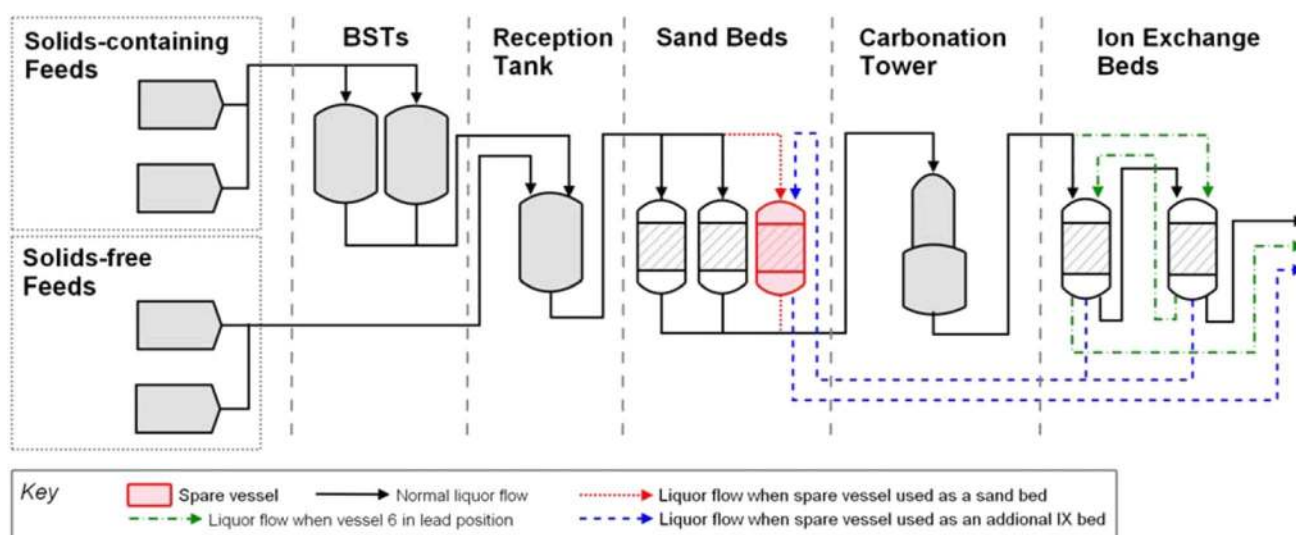 Solids-containing
Feeds
BSTs
Reception
Tank
Sand Beds
Carbonation
Tower
Ion Exchange
Beds
Solids-free
Feeds
Key
Spare vessel
Normal liquor flow
Liquor flow when spare vessel used as a sand bed
Liquor flow when vessel 6 in lead position
Liquor flow when spare vessel used as an addional IX bed